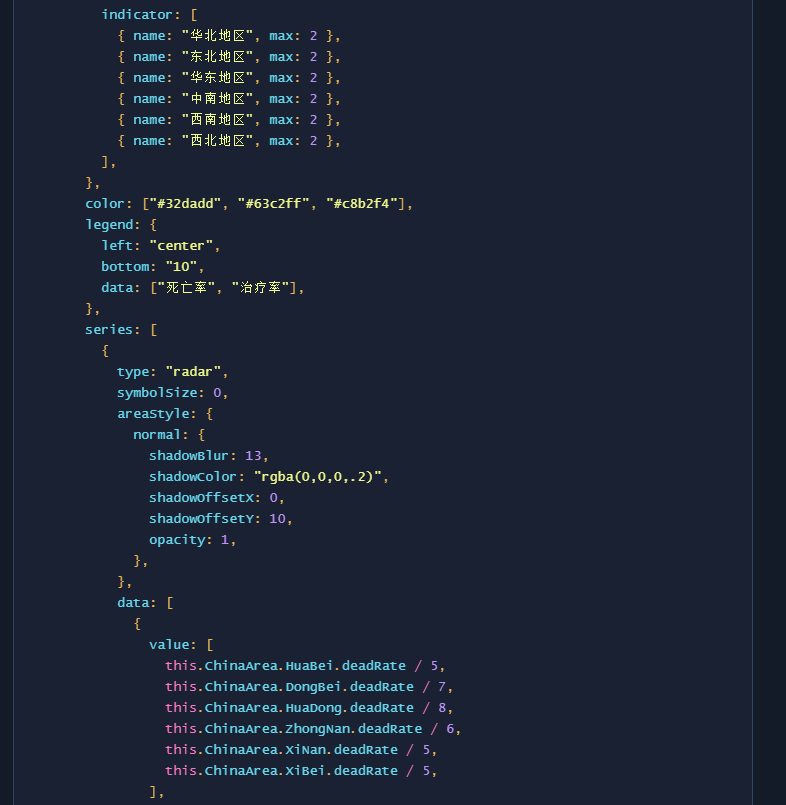 indicator: [
{ name: "华北地区", max: 2 },
{ name: "东北地区", max: 2 },
{ name: "华东地区", max: 2 },
{ name: "中南地区", max: 2 },
{ name: "西南地区", max: 2 },
{ name: "西北地区", max: 2 },
],
},
color: ["#32dadd", "#63c2ff", "#c8b2f4"],
legend: {
left: "center",
bottom: "10",
data: ["死亡率", "治疗率"],
},
series: [
{
type: "radar",
symbolSize: 0,
areaStyle: {
normal: {
shadowBlur: 13,
shadowColor: "rgba(0,0,0,.2)",
shadowOffsetX: 0,
shadowOffsetY: 10,
opacity: 1,
},
},
data: [
{
value: [
this.ChinaArea.HuaBei.deadRate / 5,
this.ChinaArea.DongBei.deadRate / 7,
this.ChinaArea.HuaDong.deadRate / 8,
this.ChinaArea.ZhongNan.deadRate / 6,
this.ChinaArea.XiNan.deadRate / 5,
this.ChinaArea.XiBei.deadRate / 5,
],